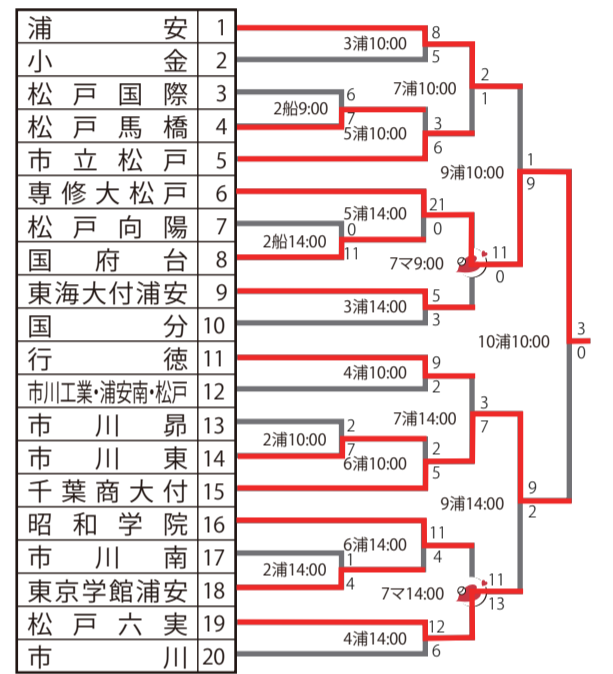 浦安 1
小金 2
松戸国際 3
松戸馬橋 4
市立松戸 5
専修大松戸 6
松戸向陽 7
国府台 8
東海大付浦安 9
国分 10
行徳 11
市川工業・浦安南・松戸 12
市川昴 13
市川東 14
千葉商大付 15
昭和学院 16
市川南 17
東京学館浦安 18
松戸六実 19
市川 20
3浦10:00
8
5
2船9:00
6
7
5浦10:00
3
6
7浦10:00
2
1
5浦14:00
21
0
2船14:00
0
11
7マ9:00
11
0
3浦14:00
5
3
9浦10:00
1
9
10浦10:00
3
0
4浦10:00
9
2
2浦10:00
2
7
6浦10:00
2
5
7浦14:00
3
7
6浦14:00
11
4
2浦14:00
1
4
7マ14:00
11
13
4浦14:00
12
6
9浦14:00
9
2